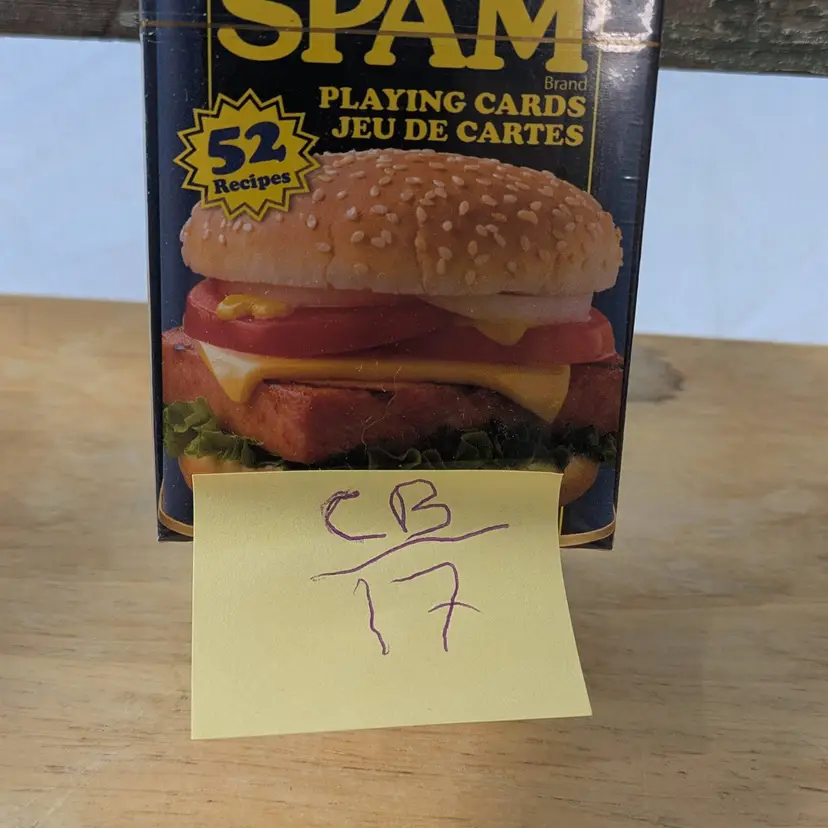 SPAM
Brand
PLAYING CARDS
JEU DE CARTES
52
Recipes
CB
17